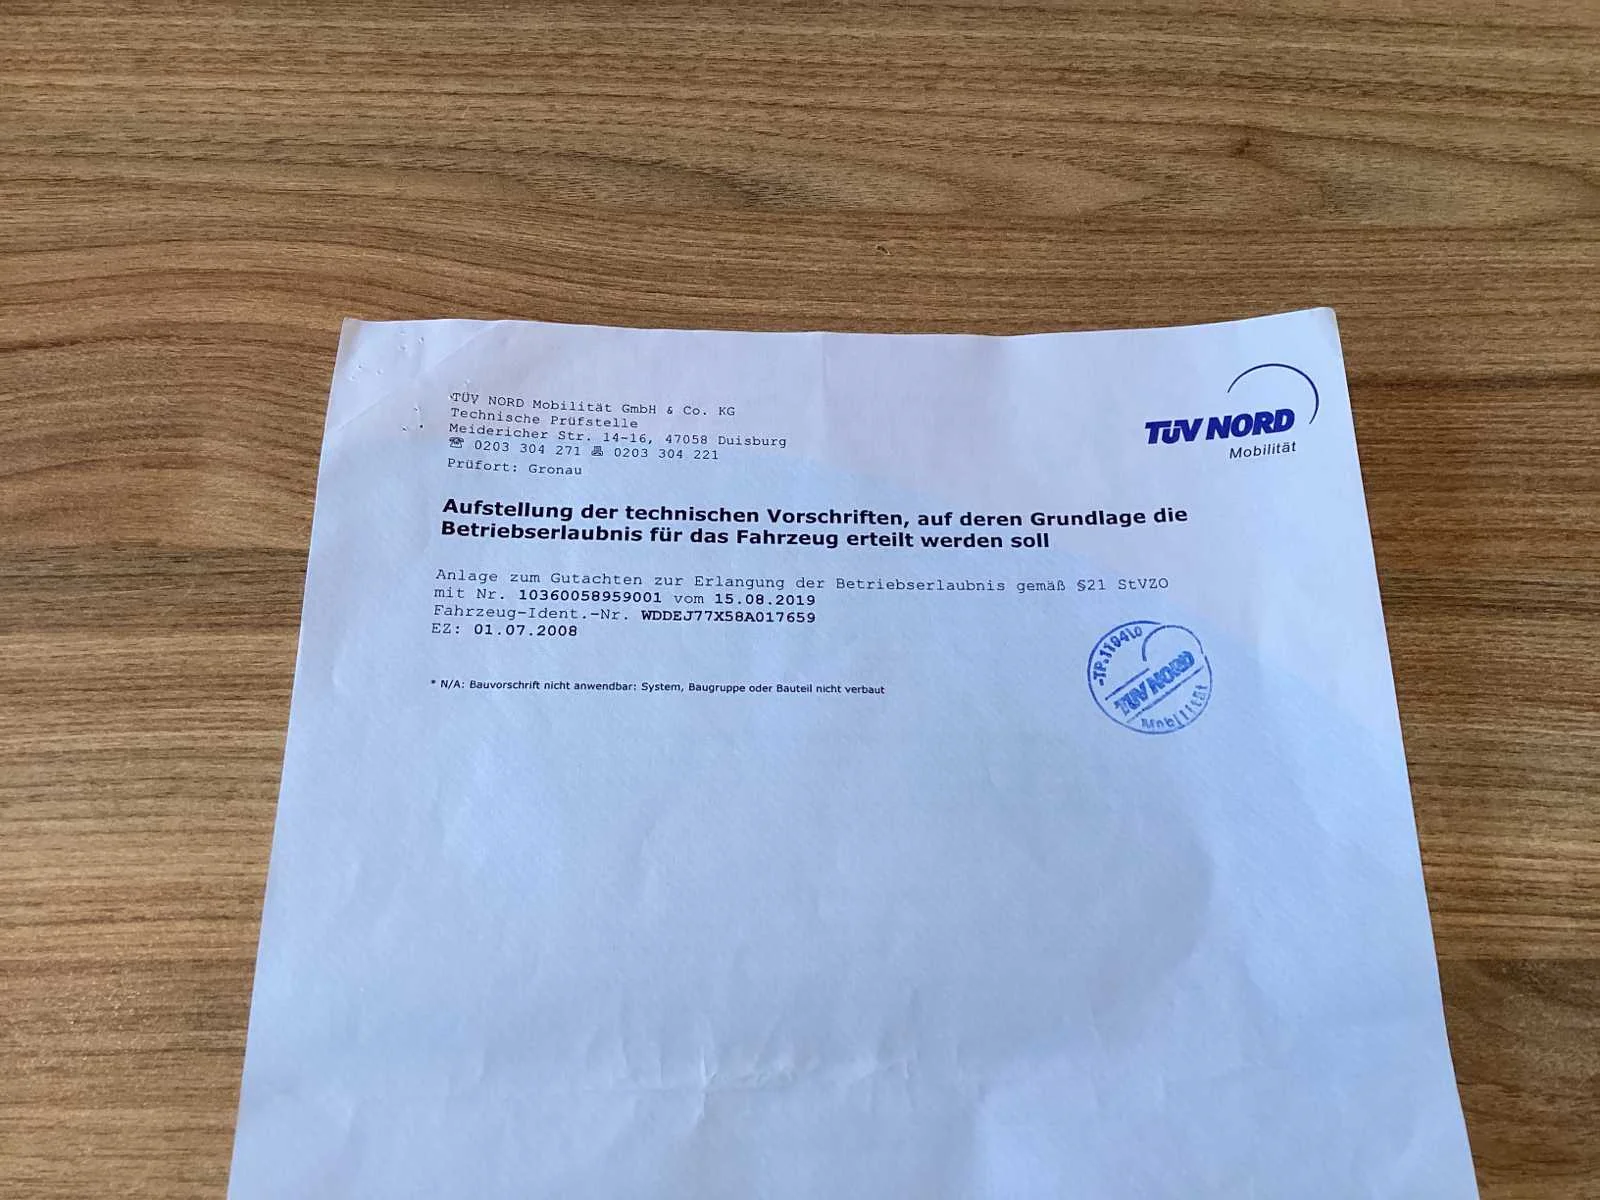 TÜV NORD Mobilität GmbH & Co. KG
Technische Prüfstelle
Meidericher Str. 14-16, 47058 Duisburg
☎ 0203 304 271 🖷 0203 304 221
Prüfort: Gronau
TÜV NORD
Mobilität
Aufstellung der technischen Vorschriften, auf deren Grundlage die
Betriebserlaubnis für das Fahrzeug erteilt werden soll
Anlage zum Gutachten zur Erlangung der Betriebserlaubnis gemäß §21 StVZO
mit Nr. 10360058959001 vom 15.08.2019
Fahrzeug-Ident.-Nr. WDDEJ77X58A017659
EZ: 01.07.2008
* N/A: Bauvorschrift nicht anwendbar: System, Baugruppe oder Bauteil nicht verbaut
TÜV NORD
Mobilität